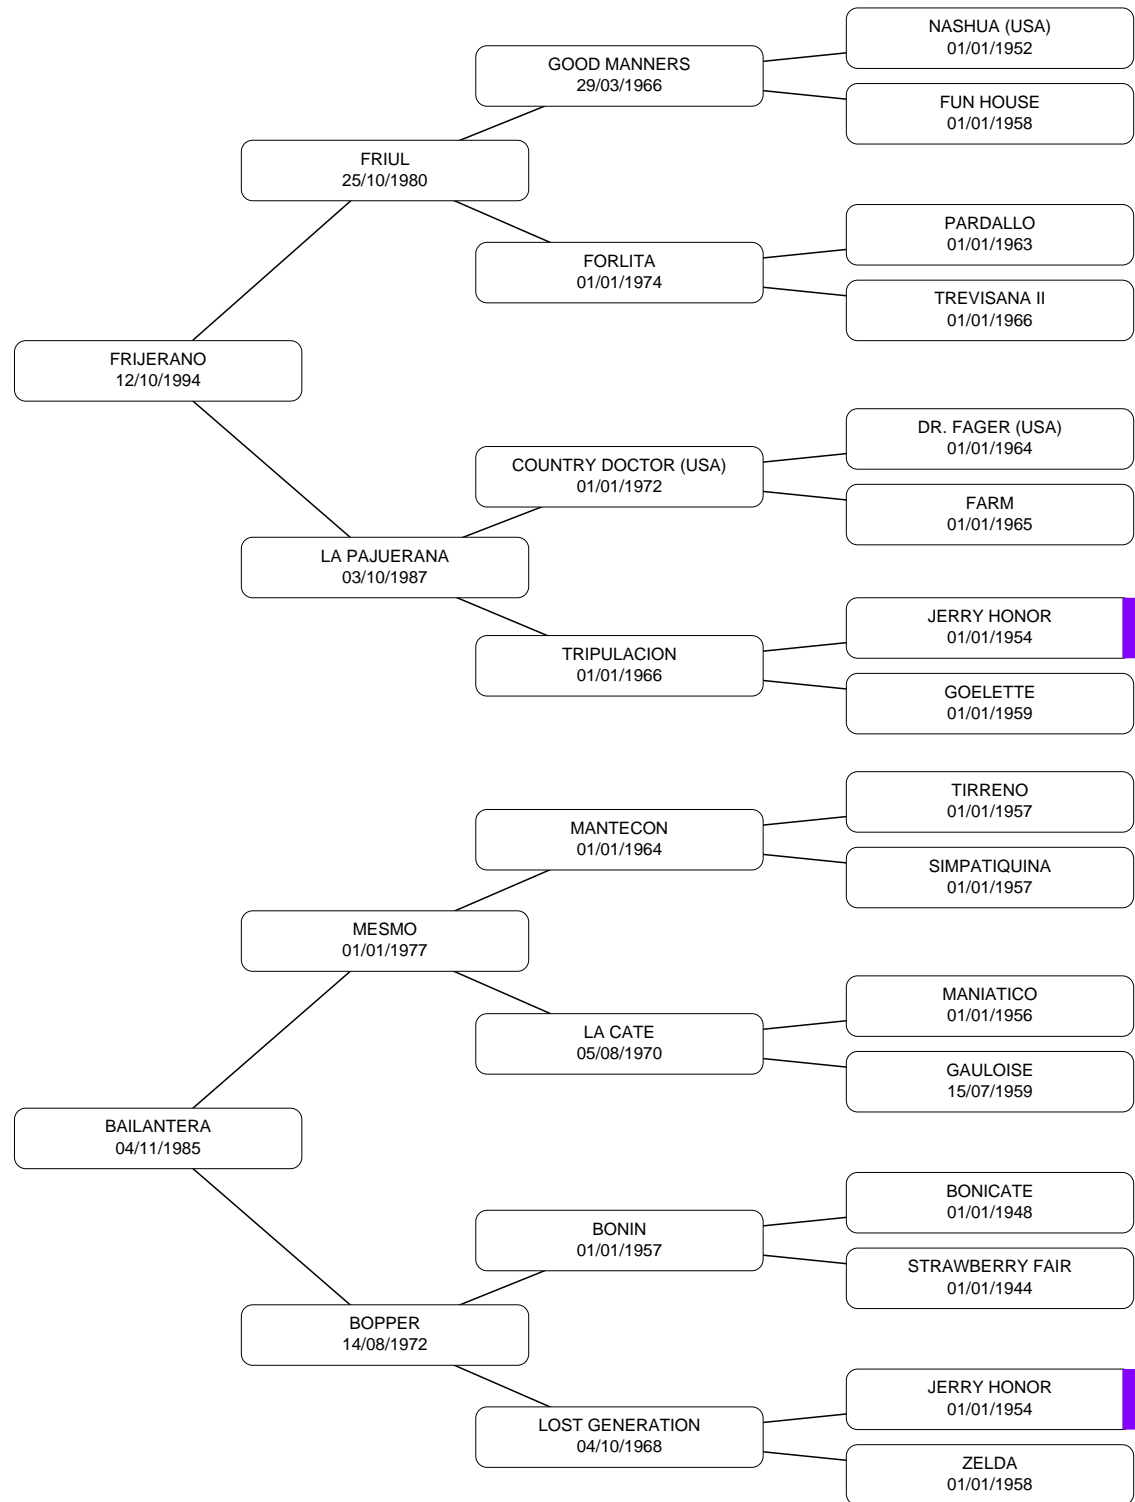 NASHUA (USA)
01/01/1952
GOOD MANNERS
29/03/1966
FUN HOUSE
01/01/1958
FRIUL
25/10/1980
PARDALLO
01/01/1963
FORLITA
01/01/1974
TREVISANA II
01/01/1966
FRIJERANO
12/10/1994
DR. FAGER (USA)
01/01/1964
COUNTRY DOCTOR (USA)
01/01/1972
FARM
01/01/1965
LA PAJUERANA
03/10/1987
JERRY HONOR
01/01/1954
TRIPULACION
01/01/1966
GOELETTE
01/01/1959
TIRRENO
01/01/1957
MANTECON
01/01/1964
SIMPATIQUINA
01/01/1957
MESMO
01/01/1977
MANIATICO
01/01/1956
LA CATE
05/08/1970
GAULOISE
15/07/1959
BAILANTERA
04/11/1985
BONICATE
01/01/1948
BONIN
01/01/1957
STRAWBERRY FAIR
01/01/1944
BOPPER
14/08/1972
JERRY HONOR
01/01/1954
LOST GENERATION
04/10/1968
ZELDA
01/01/1958